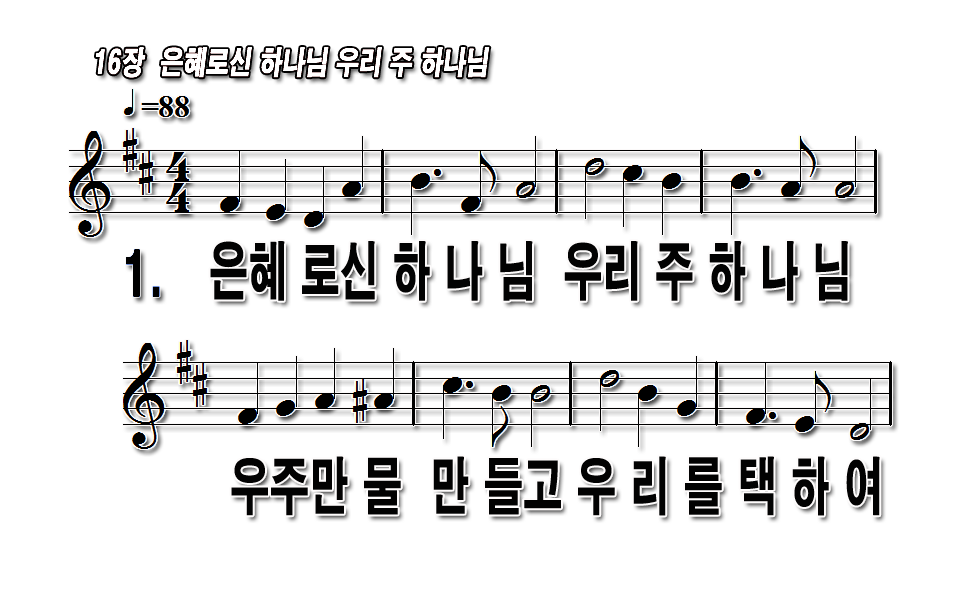 16장 은혜로신 하나님 우리 주 하나님
♩=88
4/4
1. 은혜 로신 하 나 님 우리 주 하 나 님
우주만 물 만 들고 우 리 를 택 하 여